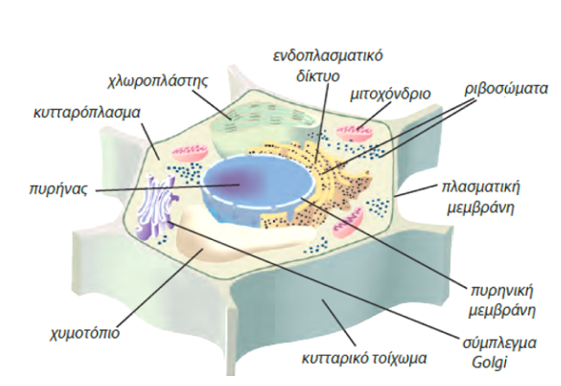 ενδοπλασματικό
δίκτυο
χλωροπλάστης
μιτοχόνδριο
ριβοσώματα
κυτταρόπλασμα
πυρήνας
πλασματική
μεμβράνη
πυρηνική
μεμβράνη
χυμοτόπιο
κυτταρικό τοίχωμα
σύμπλεγμα
Golgi